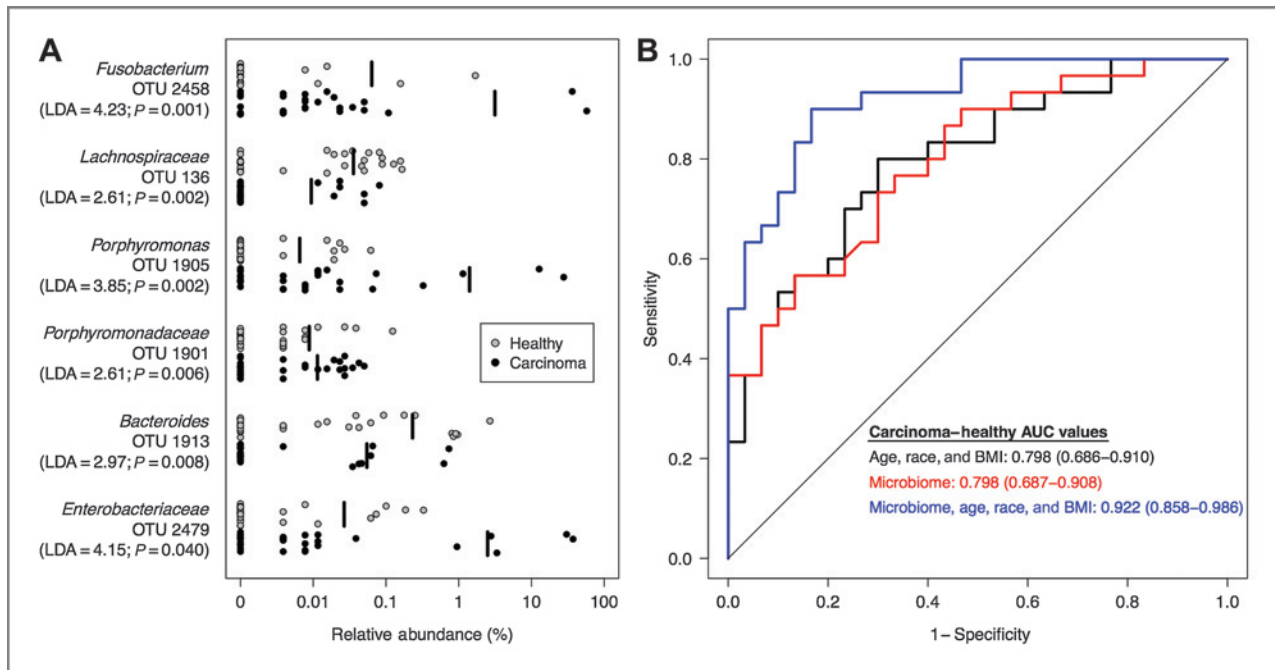 A
Fusobacterium
OTU 2458
(LDA = 4.23; P = 0.001)
Lachnospiraceae
OTU 136
(LDA = 2.61; P = 0.002)
Porphyromonas
OTU 1905
(LDA = 3.85; P = 0.002)
Porphyromonadaceae
OTU 1901
(LDA = 2.61; P = 0.006)
Bacteroides
OTU 1913
(LDA = 2.97; P = 0.008)
Enterobacteriaceae
OTU 2479
(LDA = 4.15; P = 0.040)
Healthy
Carcinoma
0 0.01 0.1 1 10 100
Relative abundance (%)
B
1.0
0.8
0.6
0.4
0.2
0.0
Sensitivity
Carcinoma–healthy AUC values
Age, race, and BMI: 0.798 (0.686–0.910)
Microbiome: 0.798 (0.687–0.908)
Microbiome, age, race, and BMI: 0.922 (0.858–0.986)
0.0 0.2 0.4 0.6 0.8 1.0
1– Specificity